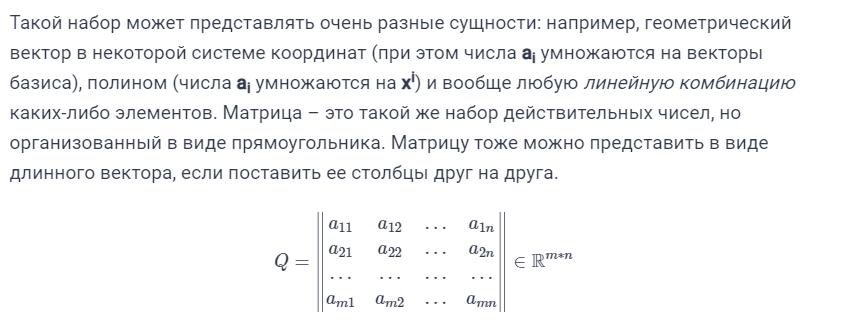 Такой набор может представлять очень разные сущности: например, геометрический
вектор в некоторой системе координат (при этом числа aᵢ умножаются на векторы
базиса), полином (числа aᵢ умножаются на xⁱ) и вообще любую линейную комбинацию
каких-либо элементов. Матрица – это такой же набор действительных чисел, но
организованный в виде прямоугольника. Матрицу тоже можно представить в виде
длинного вектора, если поставить ее столбцы друг на друга.
a₁₁ a₁₂ … a₁ₙ
a₂₁ a₂₂ … a₂ₙ
Q = ∈ ℝᵐ*ⁿ
… … … …
aₘ₁ aₘ₂ … aₘₙ